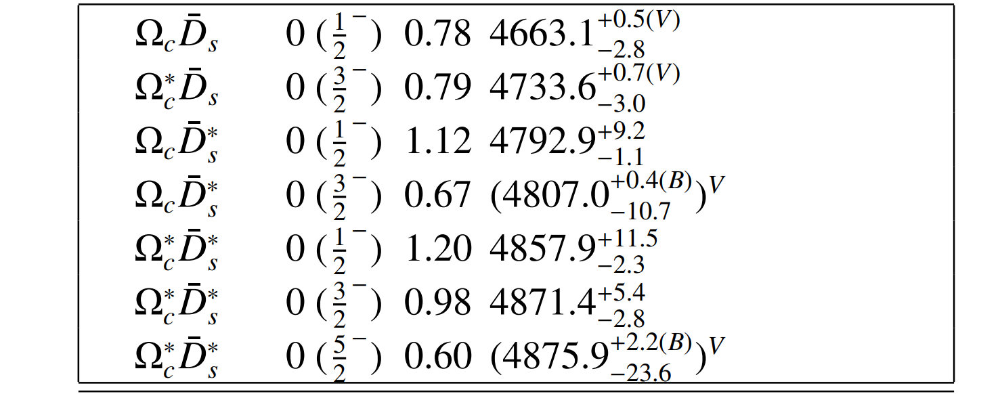 Ω_c D̄_s 0 (1/2^−) 0.78 4663.1^{+0.5(V)}_{−2.8}
Ω_c^* D̄_s 0 (3/2^−) 0.79 4733.6^{+0.7(V)}_{−3.0}
Ω_c D̄_s^* 0 (1/2^−) 1.12 4792.9^{+9.2}_{−1.1}
Ω_c D̄_s^* 0 (3/2^−) 0.67 (4807.0^{+0.4(B)}_{−10.7})^V
Ω_c^* D̄_s^* 0 (1/2^−) 1.20 4857.9^{+11.5}_{−2.3}
Ω_c^* D̄_s^* 0 (3/2^−) 0.98 4871.4^{+5.4}_{−2.8}
Ω_c^* D̄_s^* 0 (5/2^−) 0.60 (4875.9^{+2.2(B)}_{−23.6})^V